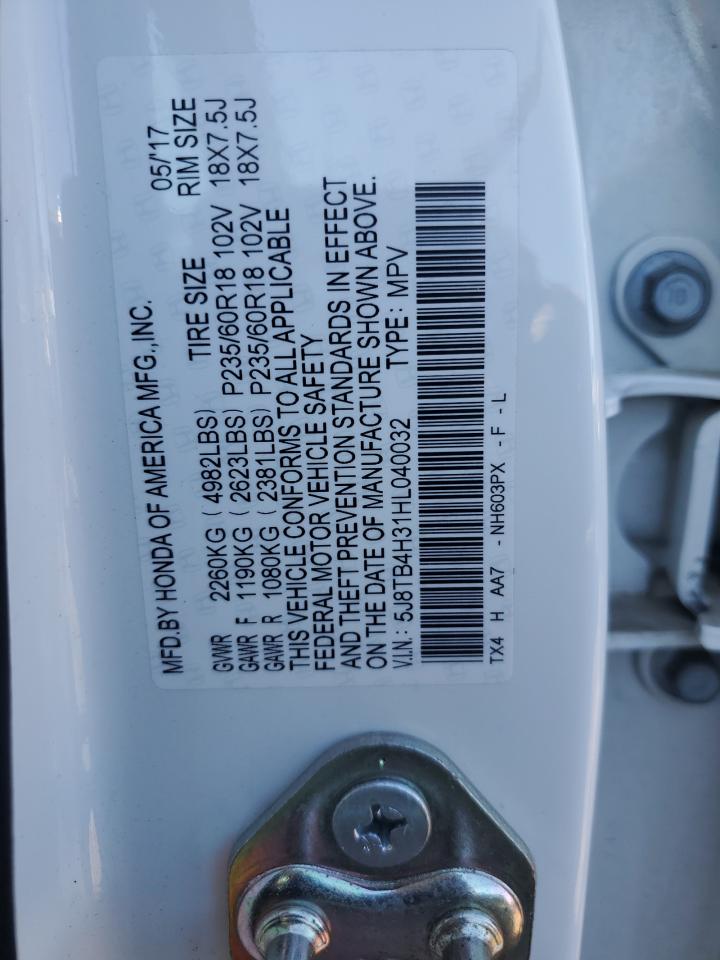 MFD.BY HONDA OF AMERICA MFG.,INC. 05/'17
TIRE SIZE RIM SIZE
GVWR 2260KG ( 4982LBS)
GAWR F 1190KG ( 2623LBS) P235/60R18 102V 18X7.5J
GAWR R 1080KG ( 2381LBS) P235/60R18 102V 18X7.5J
THIS VEHICLE CONFORMS TO ALL APPLICABLE
FEDERAL MOTOR VEHICLE SAFETY
AND THEFT PREVENTION STANDARDS IN EFFECT
ON THE DATE OF MANUFACTURE SHOWN ABOVE.
V.I.N.: 5J8TB4H31HL040032 TYPE: MPV
TX4 H AA7 - NH603PX - F - L